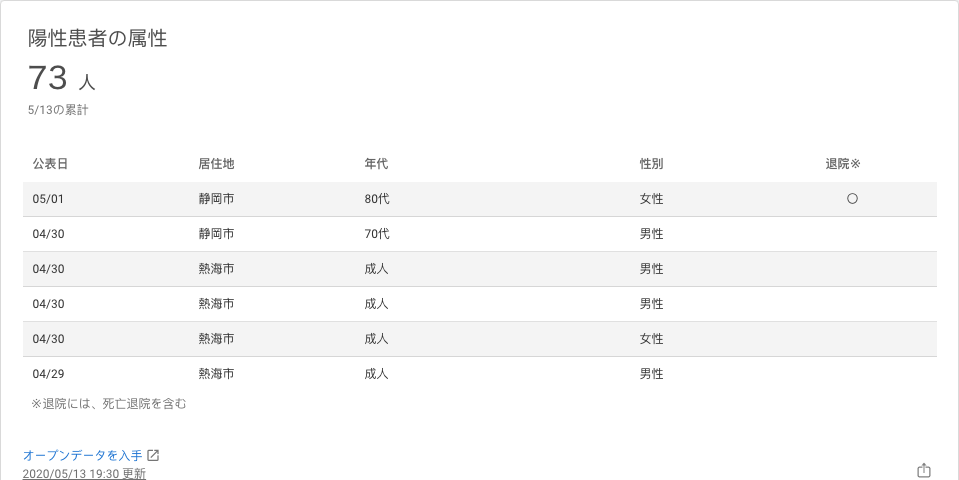 陽性患者の属性
73 人
5/13の累計
公表日 居住地 年代 性別 退院※
05/01 静岡市 80代 女性 〇
04/30 静岡市 70代 男性
04/30 熱海市 成人 男性
04/30 熱海市 成人 男性
04/30 熱海市 成人 女性
04/29 熱海市 成人 男性
※退院には、死亡退院を含む
オープンデータを入手
2020/05/13 19:30 更新